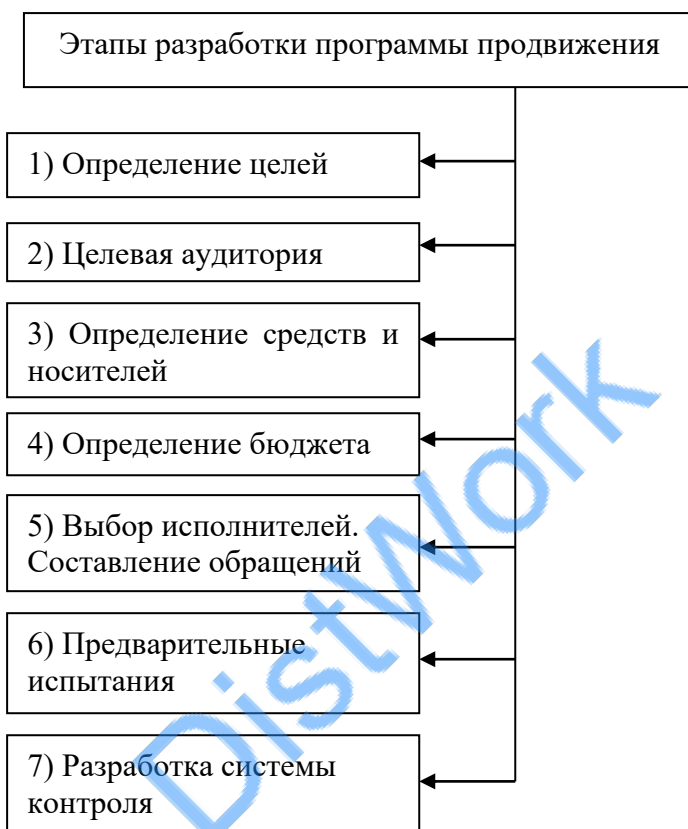 Этапы разработки программы продвижения
1) Определение целей
2) Целевая аудитория
3) Определение средств и
носителей
4) Определение бюджета
5) Выбор исполнителей.
Составление обращений
6) Предварительные
испытания
7) Разработка системы
контроля
DistWork